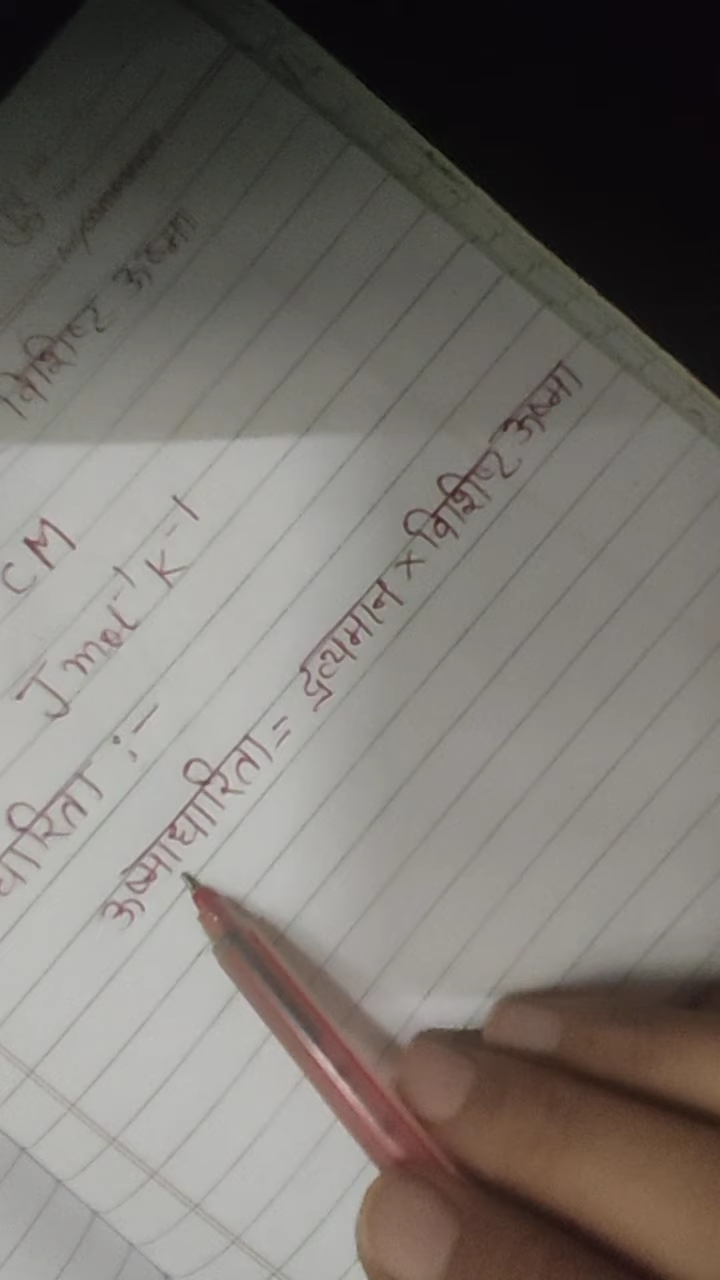 विशिष्ट ऊष्मा
CM
J mol⁻¹ K⁻¹
धारिता :-
ऊष्माधारिता = द्रव्यमान × विशिष्ट ऊष्मा